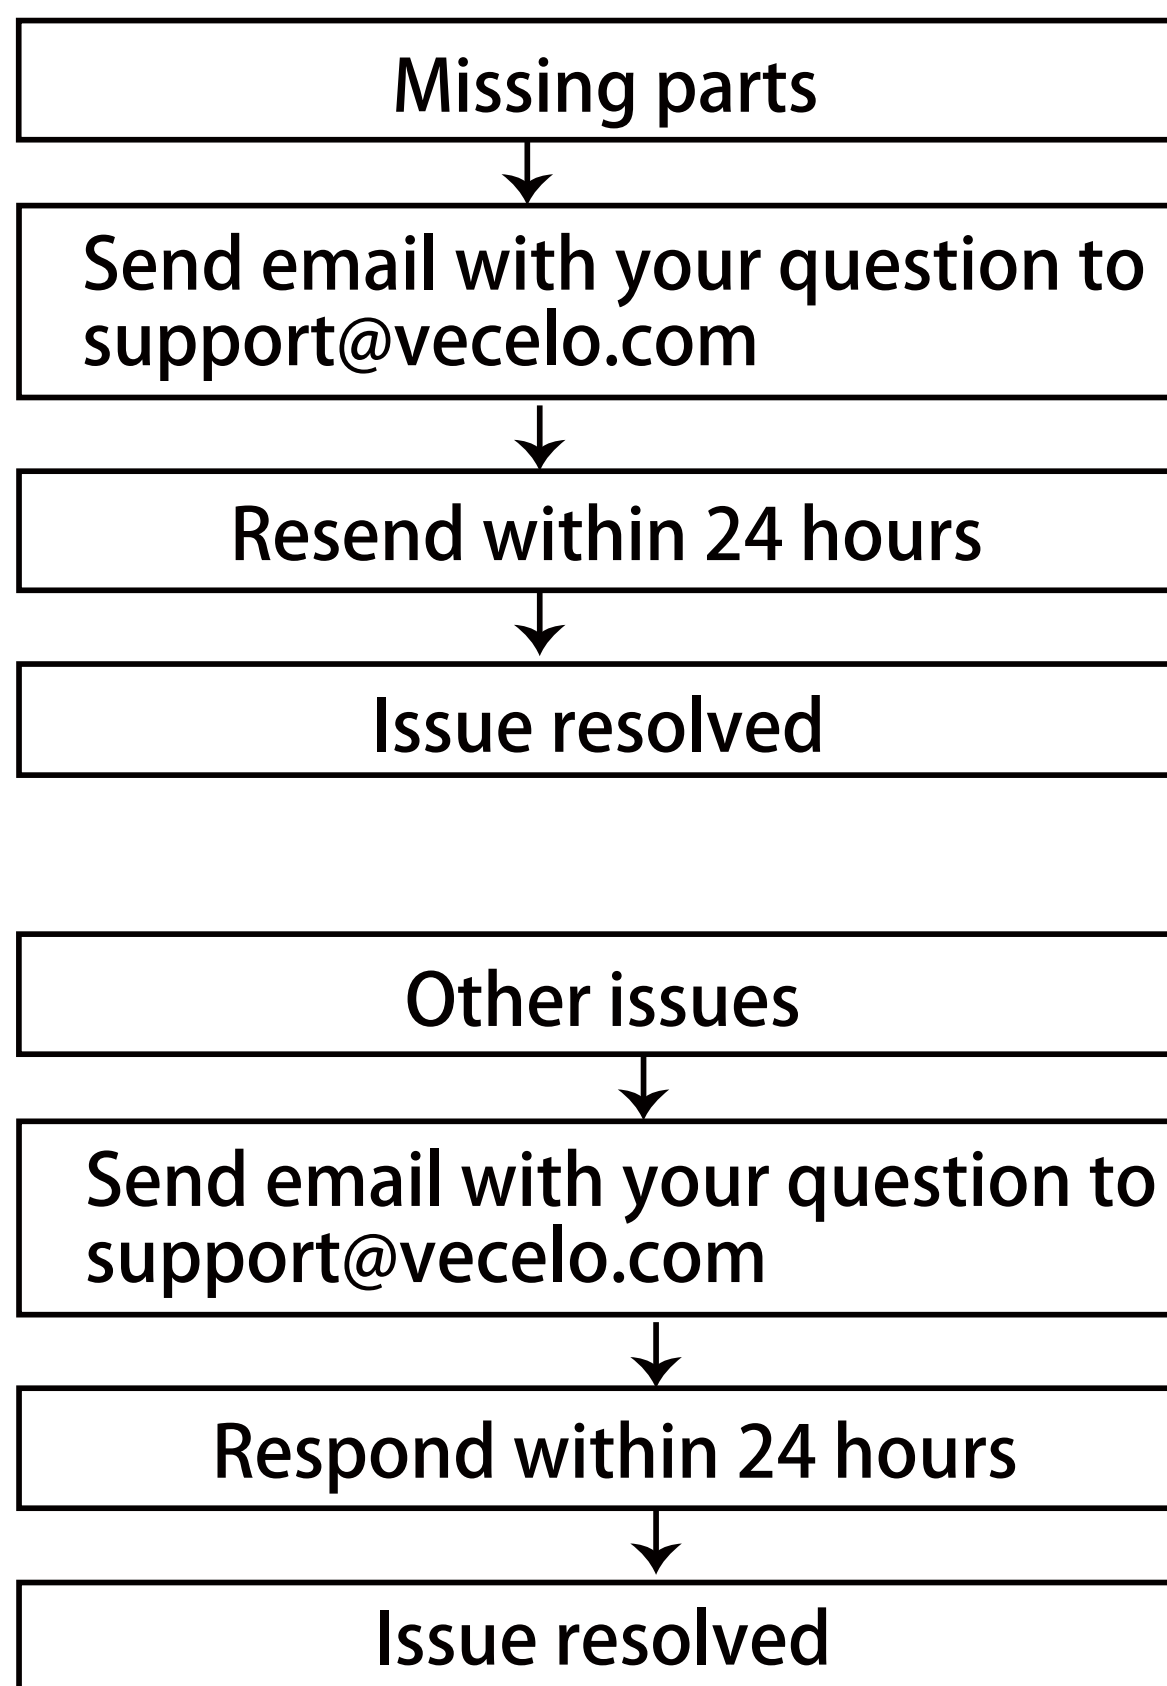 Missing parts
Send email with your question to
support@vecelo.com
Resend within 24 hours
Issue resolved
Other issues
Send email with your question to
support@vecelo.com
Respond within 24 hours
Issue resolved